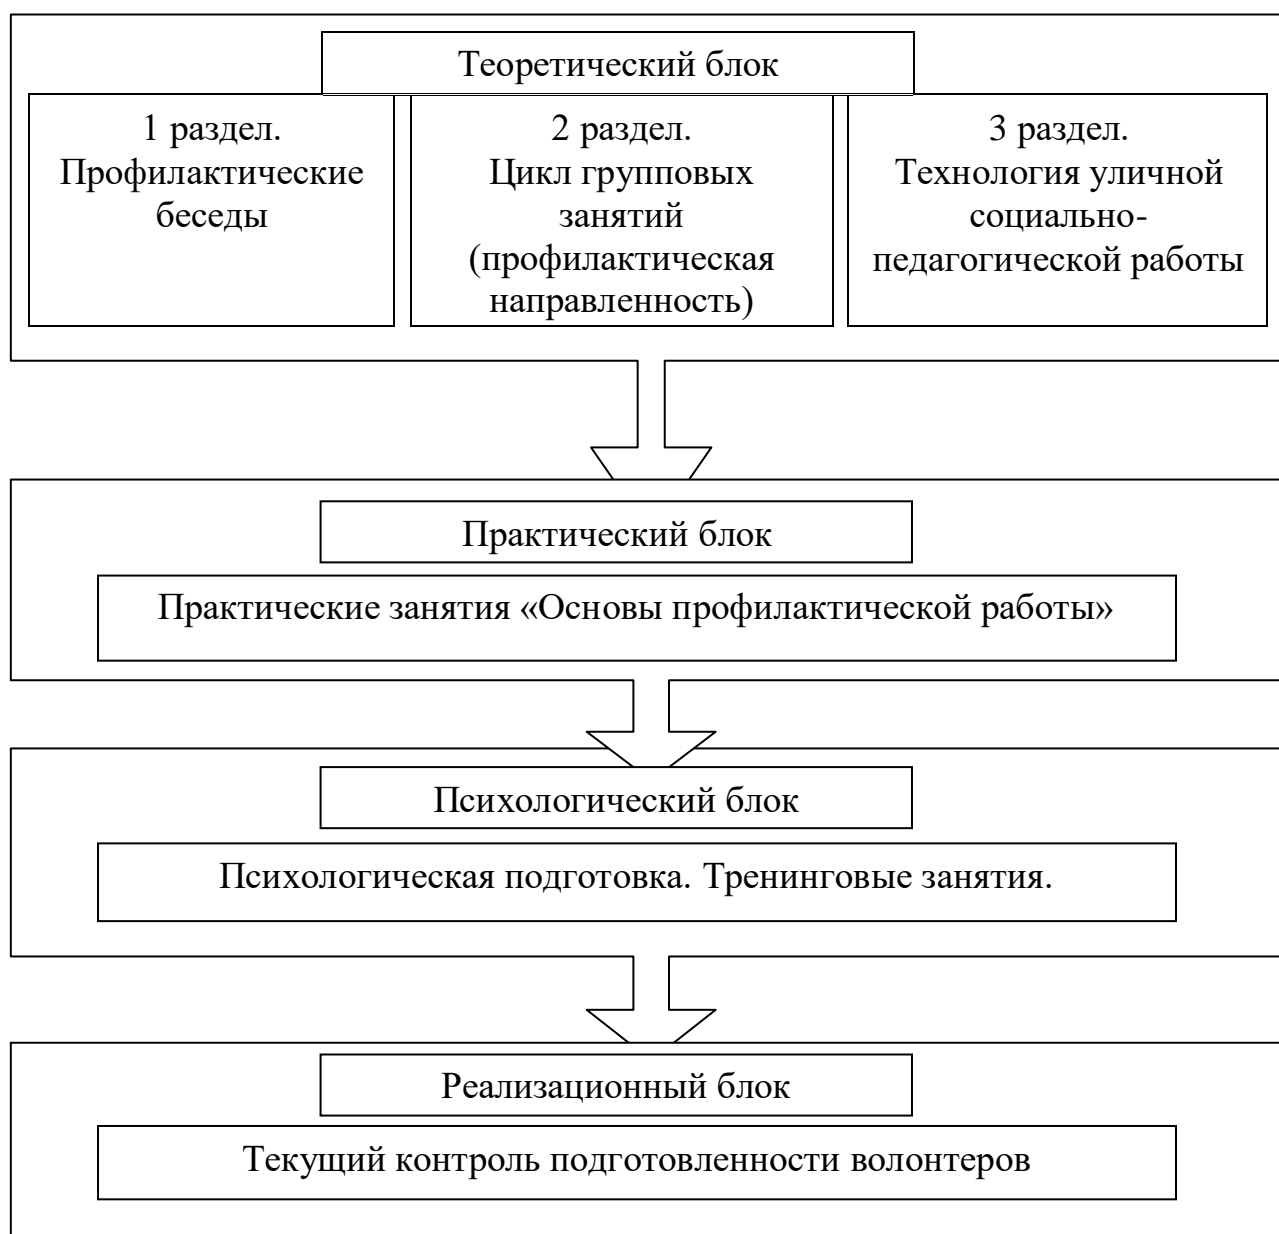 Теоретический блок
1 раздел.
Профилактические
беседы
2 раздел.
Цикл групповых
занятий
(профилактическая
направленность)
3 раздел.
Технология уличной
социально-
педагогической работы
Практический блок
Практические занятия «Основы профилактической работы»
Психологический блок
Психологическая подготовка. Тренинговые занятия.
Реализационный блок
Текущий контроль подготовленности волонтеров